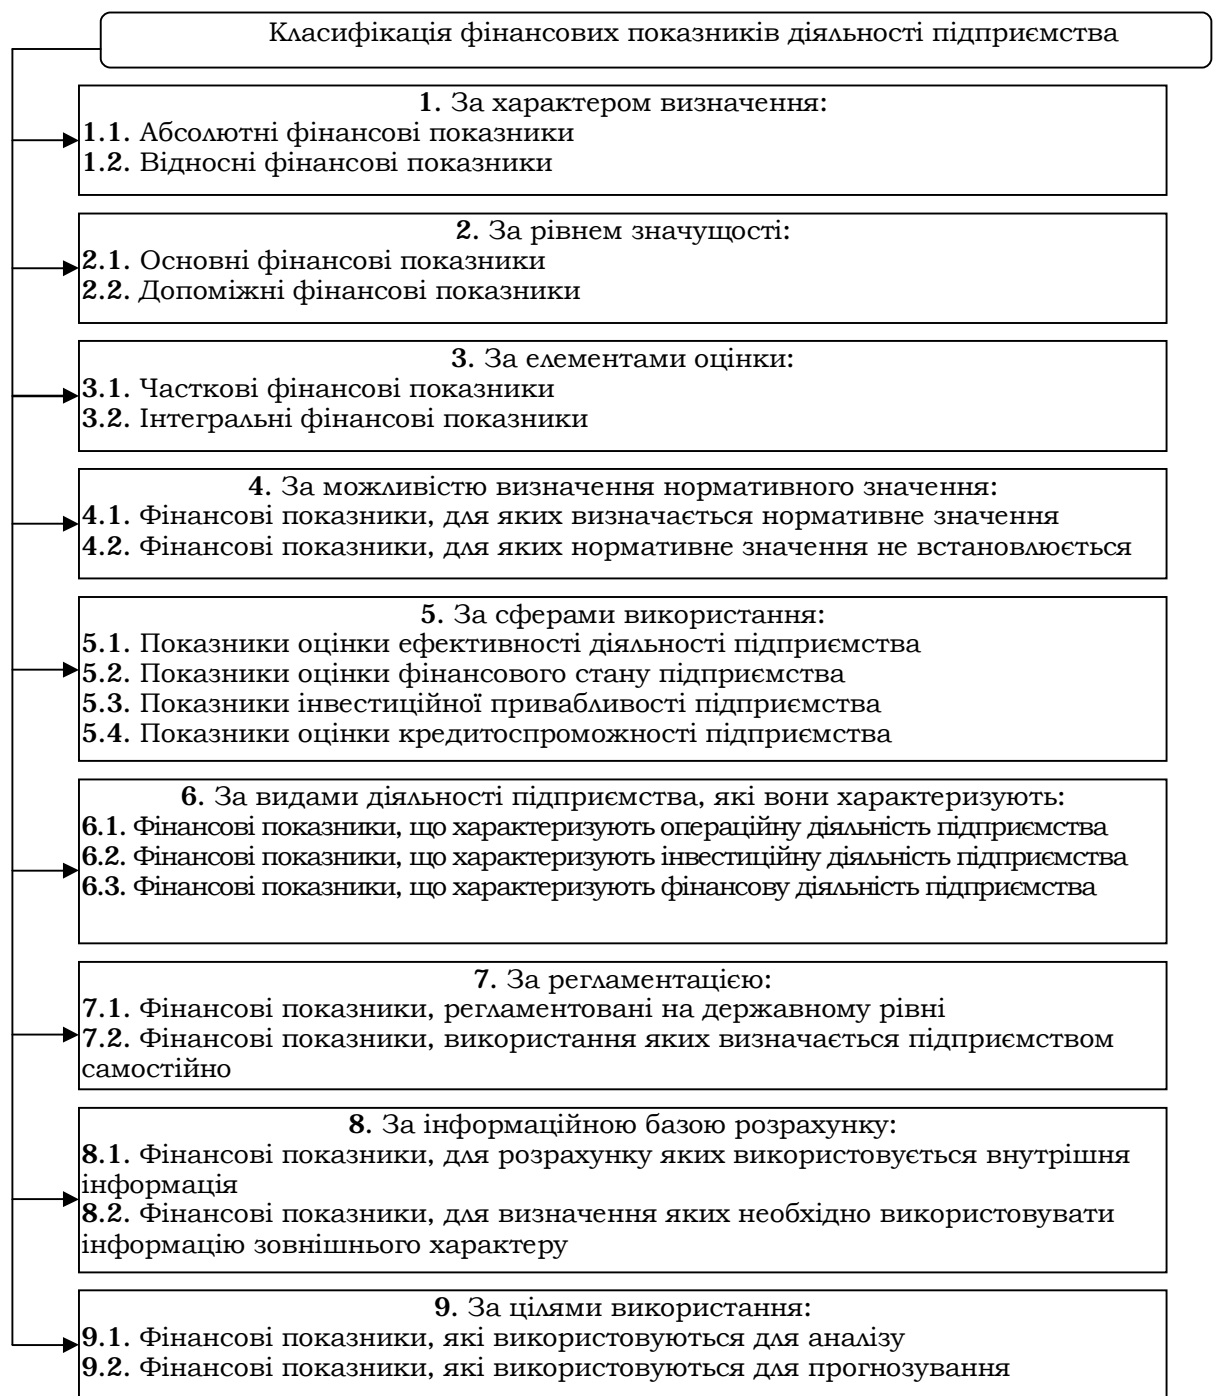 Класифікація фінансових показників діяльності підприємства
1. За характером визначення:
1.1. Абсолютні фінансові показники
1.2. Відносні фінансові показники
2. За рівнем значущості:
2.1. Основні фінансові показники
2.2. Допоміжні фінансові показники
3. За елементами оцінки:
3.1. Часткові фінансові показники
3.2. Інтегральні фінансові показники
4. За можливістю визначення нормативного значення:
4.1. Фінансові показники, для яких визначається нормативне значення
4.2. Фінансові показники, для яких нормативне значення не встановлюється
5. За сферами використання:
5.1. Показники оцінки ефективності діяльності підприємства
5.2. Показники оцінки фінансового стану підприємства
5.3. Показники інвестиційної привабливості підприємства
5.4. Показники оцінки кредитоспроможності підприємства
6. За видами діяльності підприємства, які вони характеризують:
6.1. Фінансові показники, що характеризують операційну діяльність підприємства
6.2. Фінансові показники, що характеризують інвестиційну діяльність підприємства
6.3. Фінансові показники, що характеризують фінансову діяльність підприємства
7. За регламентацією:
7.1. Фінансові показники, регламентовані на державному рівні
7.2. Фінансові показники, використання яких визначається підприємством
самостійно
8. За інформаційною базою розрахунку:
8.1. Фінансові показники, для розрахунку яких використовується внутрішня
інформація
8.2. Фінансові показники, для визначення яких необхідно використовувати
інформацію зовнішнього характеру
9. За цілями використання:
9.1. Фінансові показники, які використовуються для аналізу
9.2. Фінансові показники, які використовуються для прогнозування